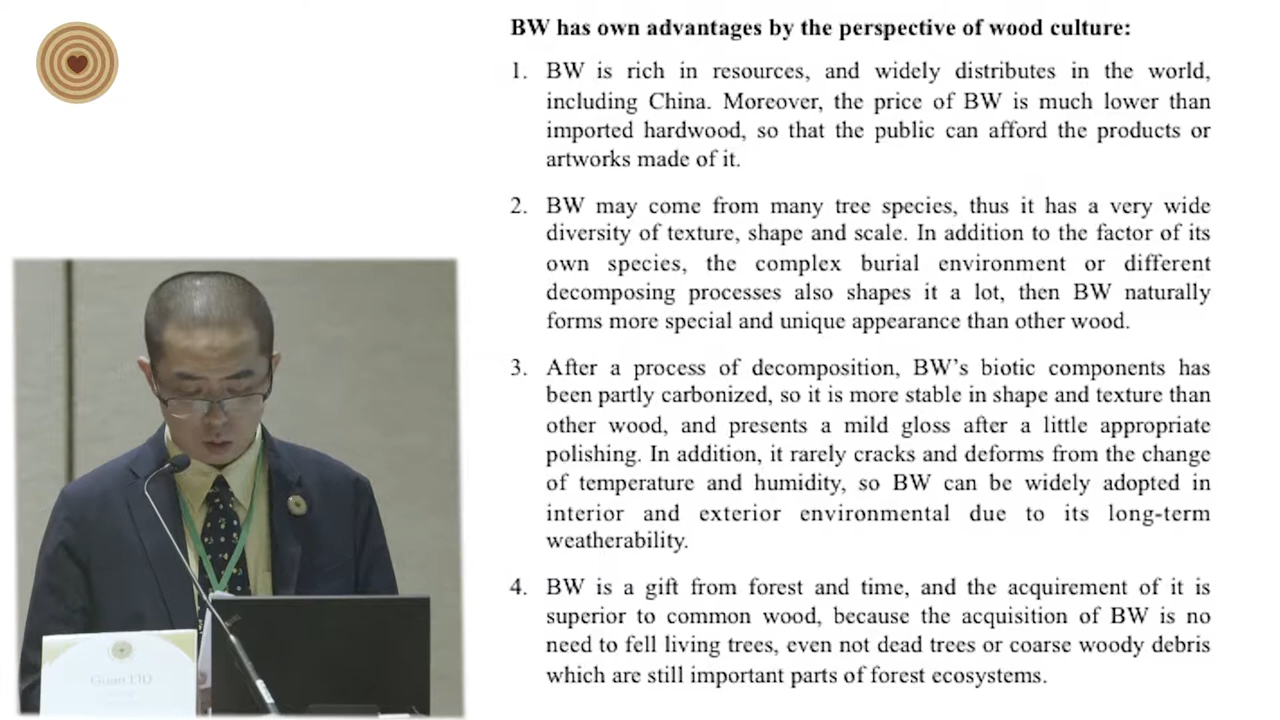 BW has own advantages by the perspective of wood culture:
1. BW is rich in resources, and widely distributes in the world,
including China. Moreover, the price of BW is much lower than
imported hardwood, so that the public can afford the products or
artworks made of it.
2. BW may come from many tree species, thus it has a very wide
diversity of texture, shape and scale. In addition to the factor of its
own species, the complex burial environment or different
decomposing processes also shapes it a lot, then BW naturally
forms more special and unique appearance than other wood.
3. After a process of decomposition, BW’s biotic components has
been partly carbonized, so it is more stable in shape and texture than
other wood, and presents a mild gloss after a little appropriate
polishing. In addition, it rarely cracks and deforms from the change
of temperature and humidity, so BW can be widely adopted in
interior and exterior environmental due to its long-term
weatherability.
4. BW is a gift from forest and time, and the acquirement of it is
superior to common wood, because the acquisition of BW is no
need to fell living trees, even not dead trees or coarse woody debris
which are still important parts of forest ecosystems.
Guan